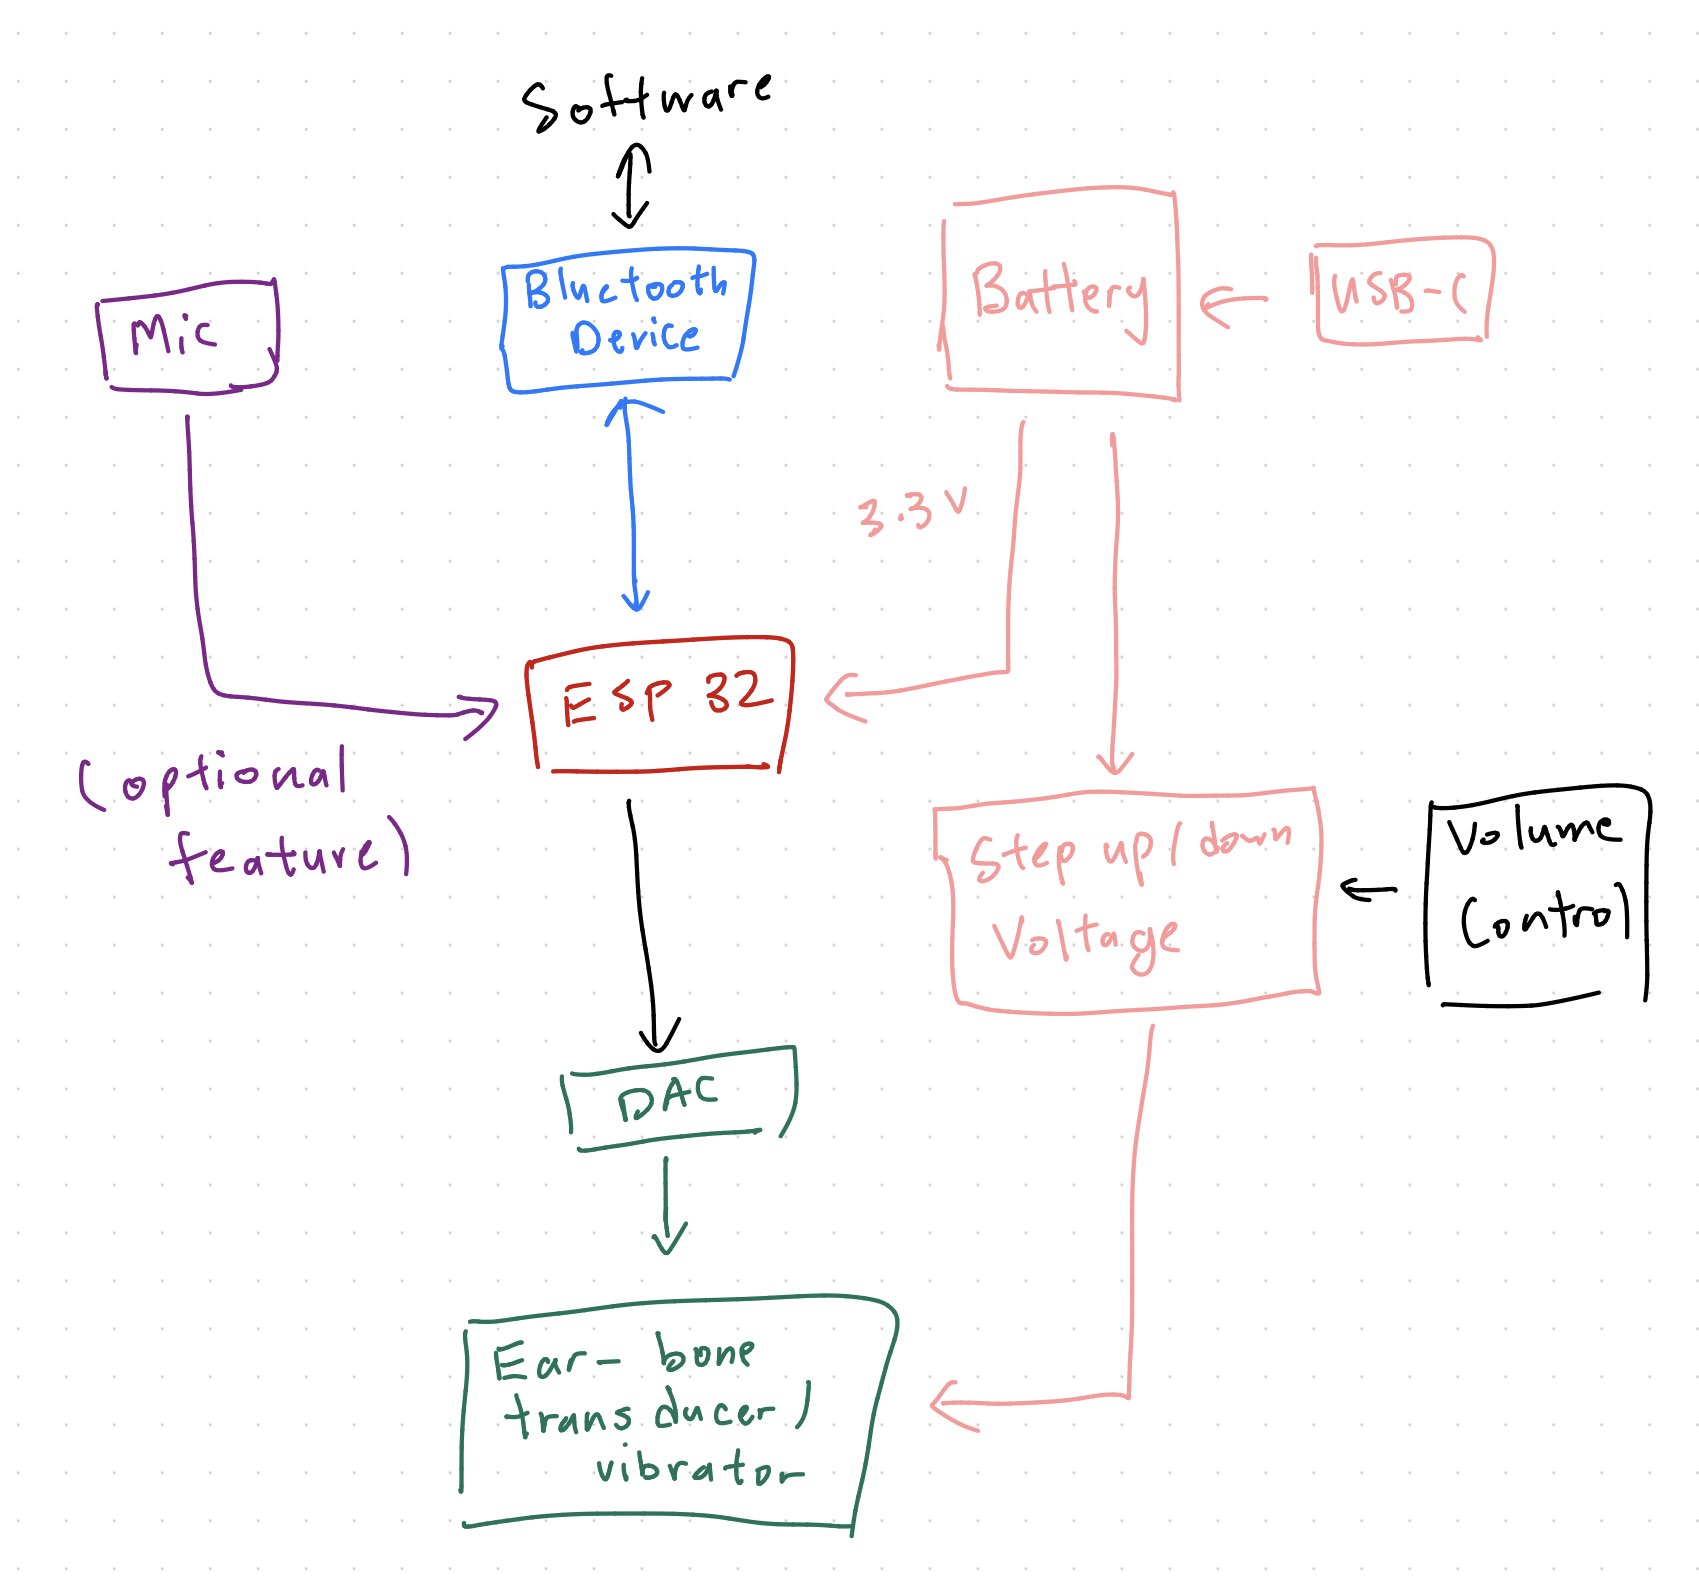 Software
Bluetooth
Device
Mic
Battery
USB-C
3.3V
ESP 32
(optional
feature)
Step up/down
Voltage
Volume
Control
DAC
Ear-bone
transducer/
vibrator